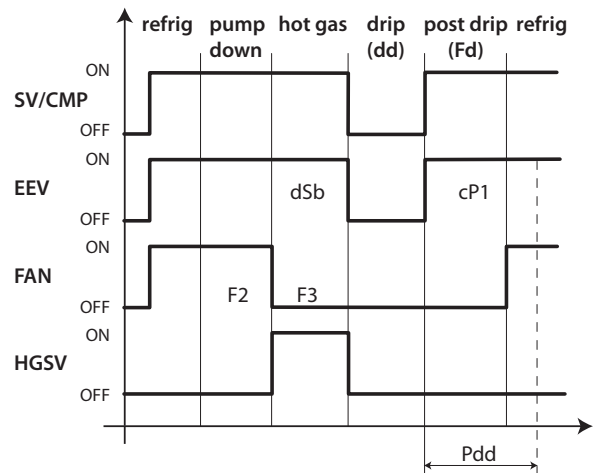 refrig pump down hot gas drip (dd) post drip (Fd) refrig
ON
SV/CMP
OFF
ON
EEV
dSb cP1
OFF
ON
FAN
F2 F3
OFF
ON
HGSV
OFF
Pdd